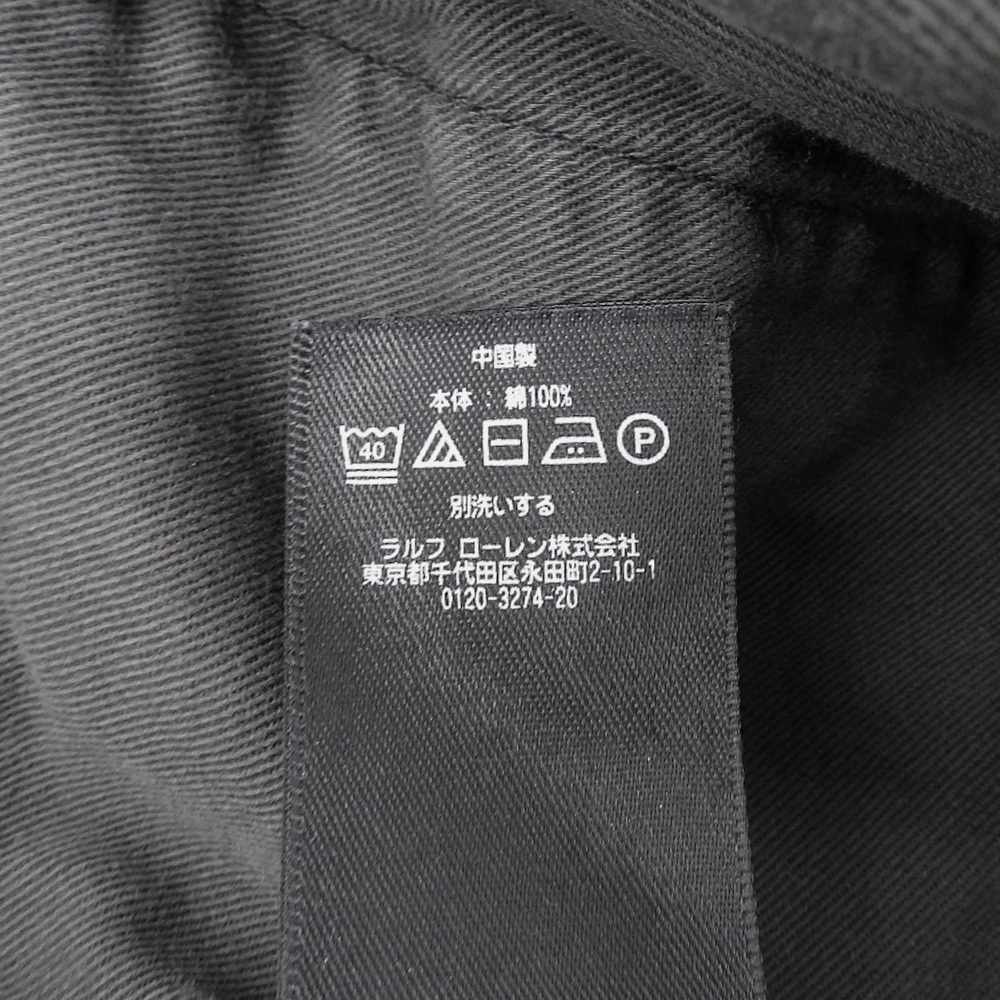 中国製
本体 : 綿100%
40 P
別洗いする
ラルフ ローレン株式会社
東京都千代田区永田町2-10-1
0120-3274-20